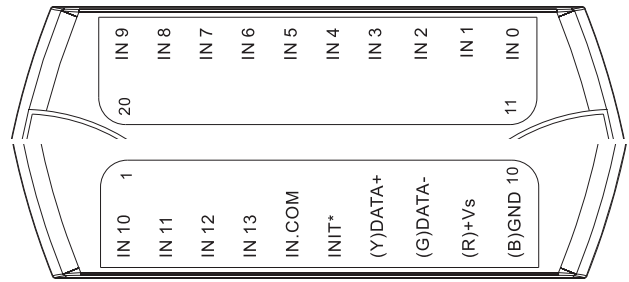 IN 9
IN 8
IN 7
IN 6
IN 5
IN 4
IN 3
IN 2
IN 1
IN 0
20
11
1
10
IN 10
IN 11
IN 12
IN 13
IN.COM
INIT*
(Y)DATA+
(G)DATA-
(R)+Vs
(B)GND